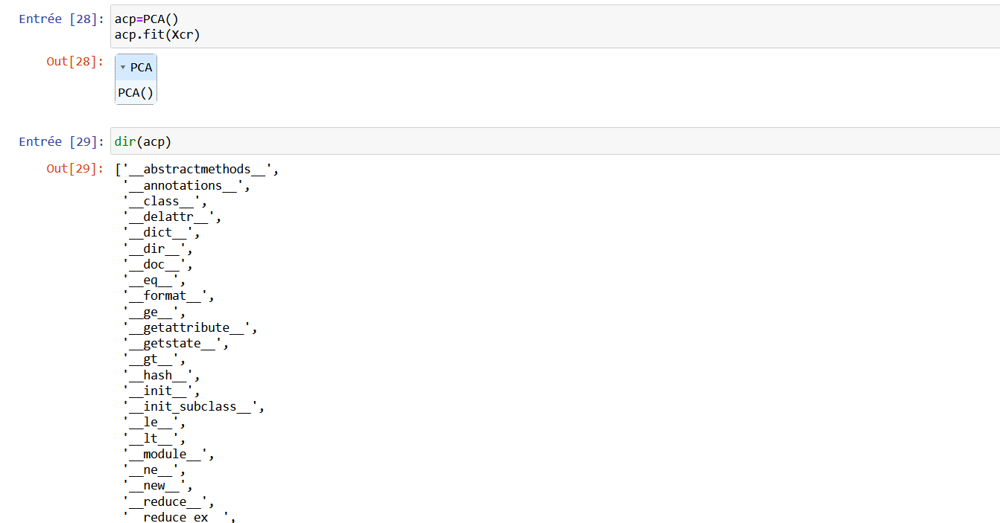 Entrée [28]: acp=PCA()
acp.fit(Xcr)
Out[28]: ▾ PCA
PCA()
Entrée [29]: dir(acp)
Out[29]: ['__abstractmethods__',
'__annotations__',
'__class__',
'__delattr__',
'__dict__',
'__dir__',
'__doc__',
'__eq__',
'__format__',
'__ge__',
'__getattribute__',
'__getstate__',
'__gt__',
'__hash__',
'__init__',
'__init_subclass__',
'__le__',
'__lt__',
'__module__',
'__ne__',
'__new__',
'__reduce__',
'__reduce_ex__',